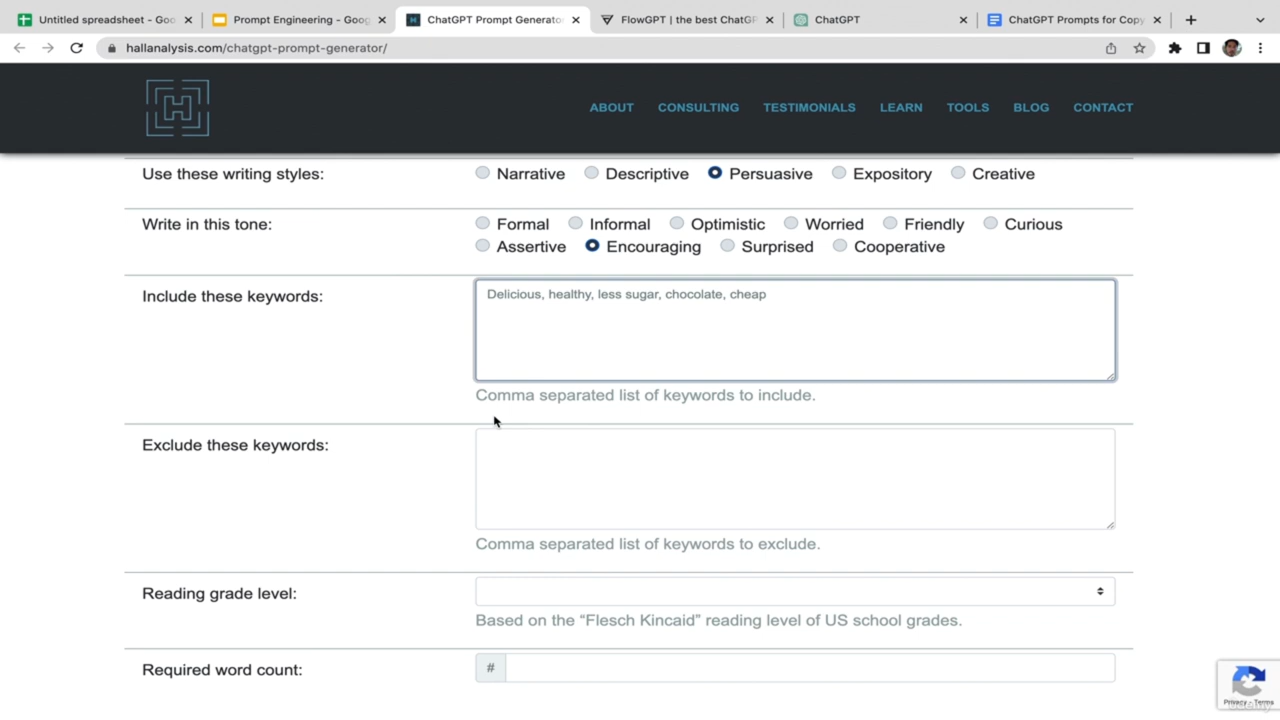 Untitled spreadsheet - Goo
Prompt Engineering - Goog
ChatGPT Prompt Generator
FlowGPT | the best ChatGP
ChatGPT
ChatGPT Prompts for Copy
hallanalysis.com/chatgpt-prompt-generator/
ABOUT CONSULTING TESTIMONIALS LEARN TOOLS BLOG CONTACT
Use these writing styles: Narrative Descriptive Persuasive Expository Creative
Write in this tone: Formal Informal Optimistic Worried Friendly Curious
Assertive Encouraging Surprised Cooperative
Include these keywords: Delicious, healthy, less sugar, chocolate, cheap
Comma separated list of keywords to include.
Exclude these keywords:
Comma separated list of keywords to exclude.
Reading grade level:
Based on the “Flesch Kincaid” reading level of US school grades.
Required word count: #
Privacy - Terms
udemy